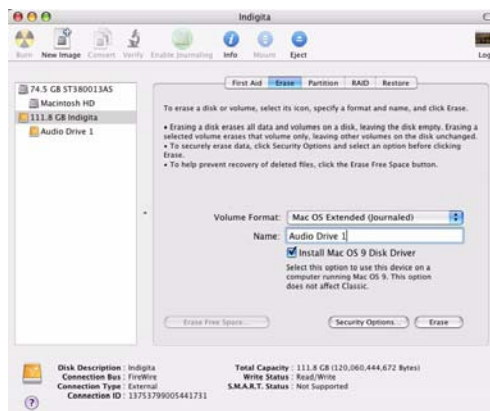 Indigita
Burn New Image Convert Verify Enable Journaling Info Mount Eject Log
74.5 GB ST380013AS
Macintosh HD
111.8 GB Indigita
Audio Drive 1
First Aid Erase Partition RAID Restore
To erase a disk or volume, select its icon, specify a format and name, and click Erase.
• Erasing a disk erases all data and volumes on a disk, leaving the disk empty. Erasing a
selected volume erases that volume only, leaving other volumes on the disk unchanged.
• To securely erase data, click Security Options and select an option before clicking
Erase.
• To help prevent recovery of deleted files, click the Erase Free Space button.
Volume Format: Mac OS Extended (Journaled)
Name: Audio Drive 1
Install Mac OS 9 Disk Driver
Select this option to use this device on a
computer running Mac OS 9. This option
does not affect Classic.
Erase Free Space... Security Options... Erase
Disk Description : Indigita Total Capacity : 111.8 GB (120,060,444,672 Bytes)
Connection Bus : FireWire Write Status : Read/Write
Connection Type : External S.M.A.R.T. Status : Not Supported
Connection ID : 13753799005441731
?